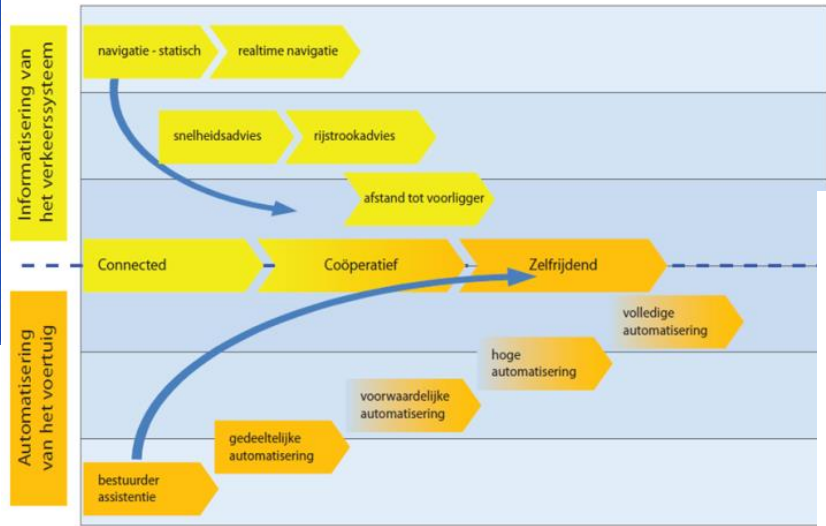 Informatisering van
het verkeerssysteem
navigatie - statisch
realtime navigatie
snelheidsadvies
rijstrookadvies
afstand tot voorligger
Connected
Coöperatief
Zelfrijdend
Automatisering
van het voertuig
volledige
automatisering
hoge
automatisering
voorwaardelijke
automatisering
gedeeltelijke
automatisering
bestuurder
assistentie